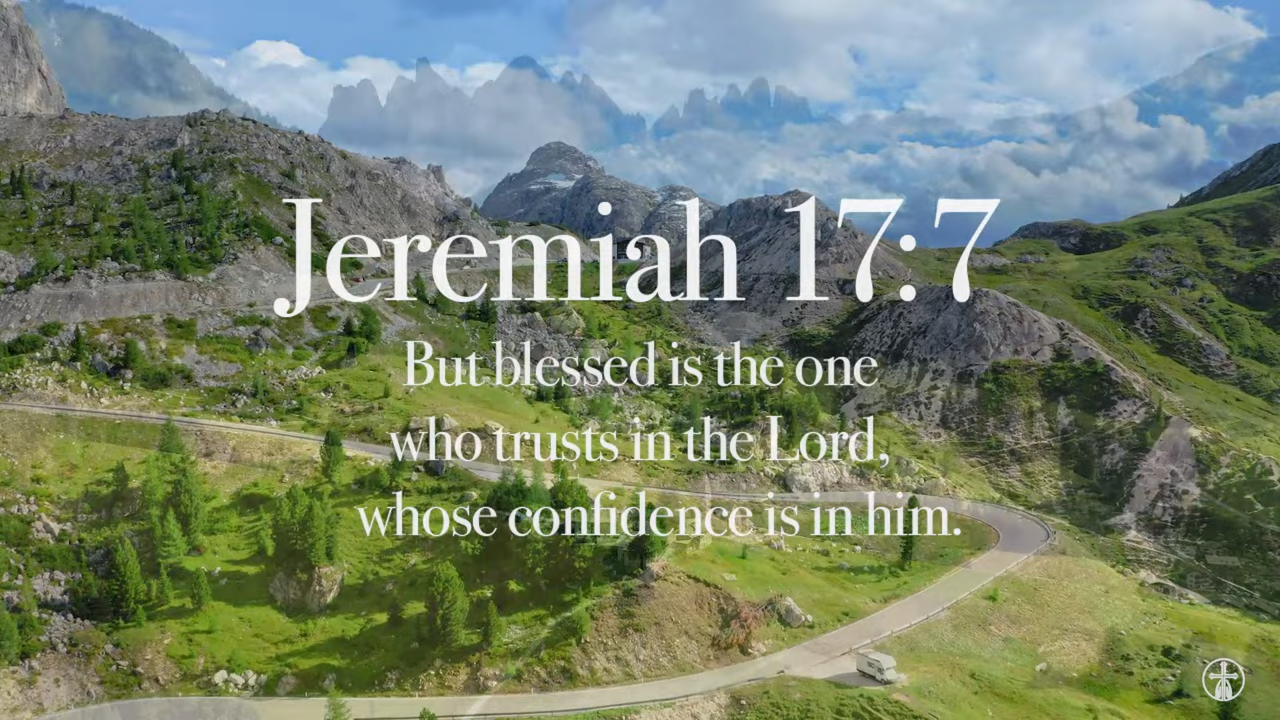 Jeremiah 17:7
But blessed is the one
who trusts in the Lord,
whose confidence is in him.